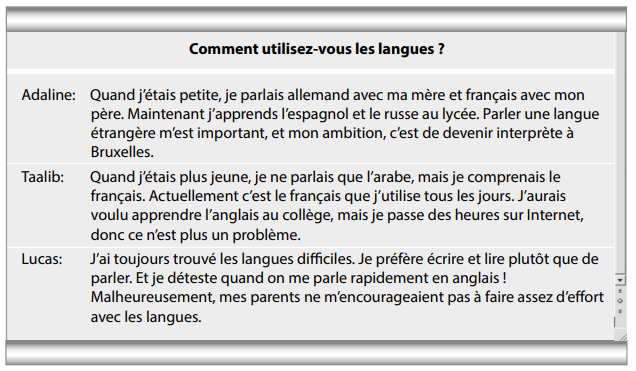 Comment utilisez-vous les langues ?
Adaline: Quand j’étais petite, je parlais allemand avec ma mère et français avec mon
père. Maintenant j’apprends l’espagnol et le russe au lycée. Parler une langue
étrangère m’est important, et mon ambition, c’est de devenir interprète à
Bruxelles.
Taalib: Quand j’étais plus jeune, je ne parlais que l’arabe, mais je comprenais le
français. Actuellement c’est le français que j’utilise tous les jours. J’aurais
voulu apprendre l’anglais au collège, mais je passe des heures sur Internet,
donc ce n’est plus un problème.
Lucas: J’ai toujours trouvé les langues difficiles. Je préfère écrire et lire plutôt que de
parler. Et je déteste quand on me parle rapidement en anglais !
Malheureusement, mes parents ne m’encourageaient pas à faire assez d’effort
avec les langues.